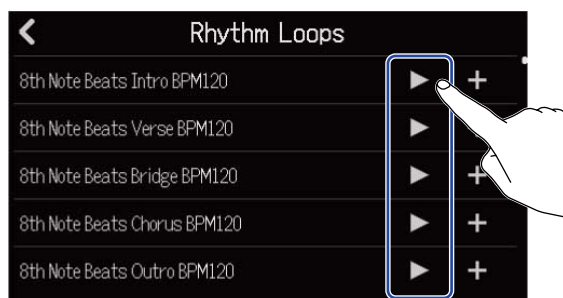 Rhythm Loops
8th Note Beats Intro BPM120
8th Note Beats Verse BPM120
8th Note Beats Bridge BPM120
8th Note Beats Chorus BPM120
8th Note Beats Outro BPM120